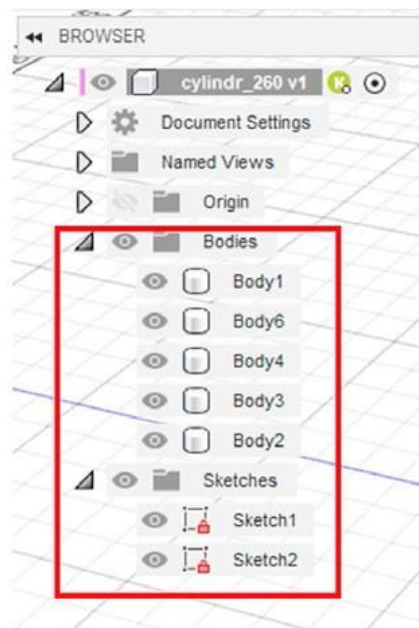 BROWSER
cylindr_260 v1
Document Settings
Named Views
Origin
Bodies
Body1
Body6
Body4
Body3
Body2
Sketches
Sketch1
Sketch2